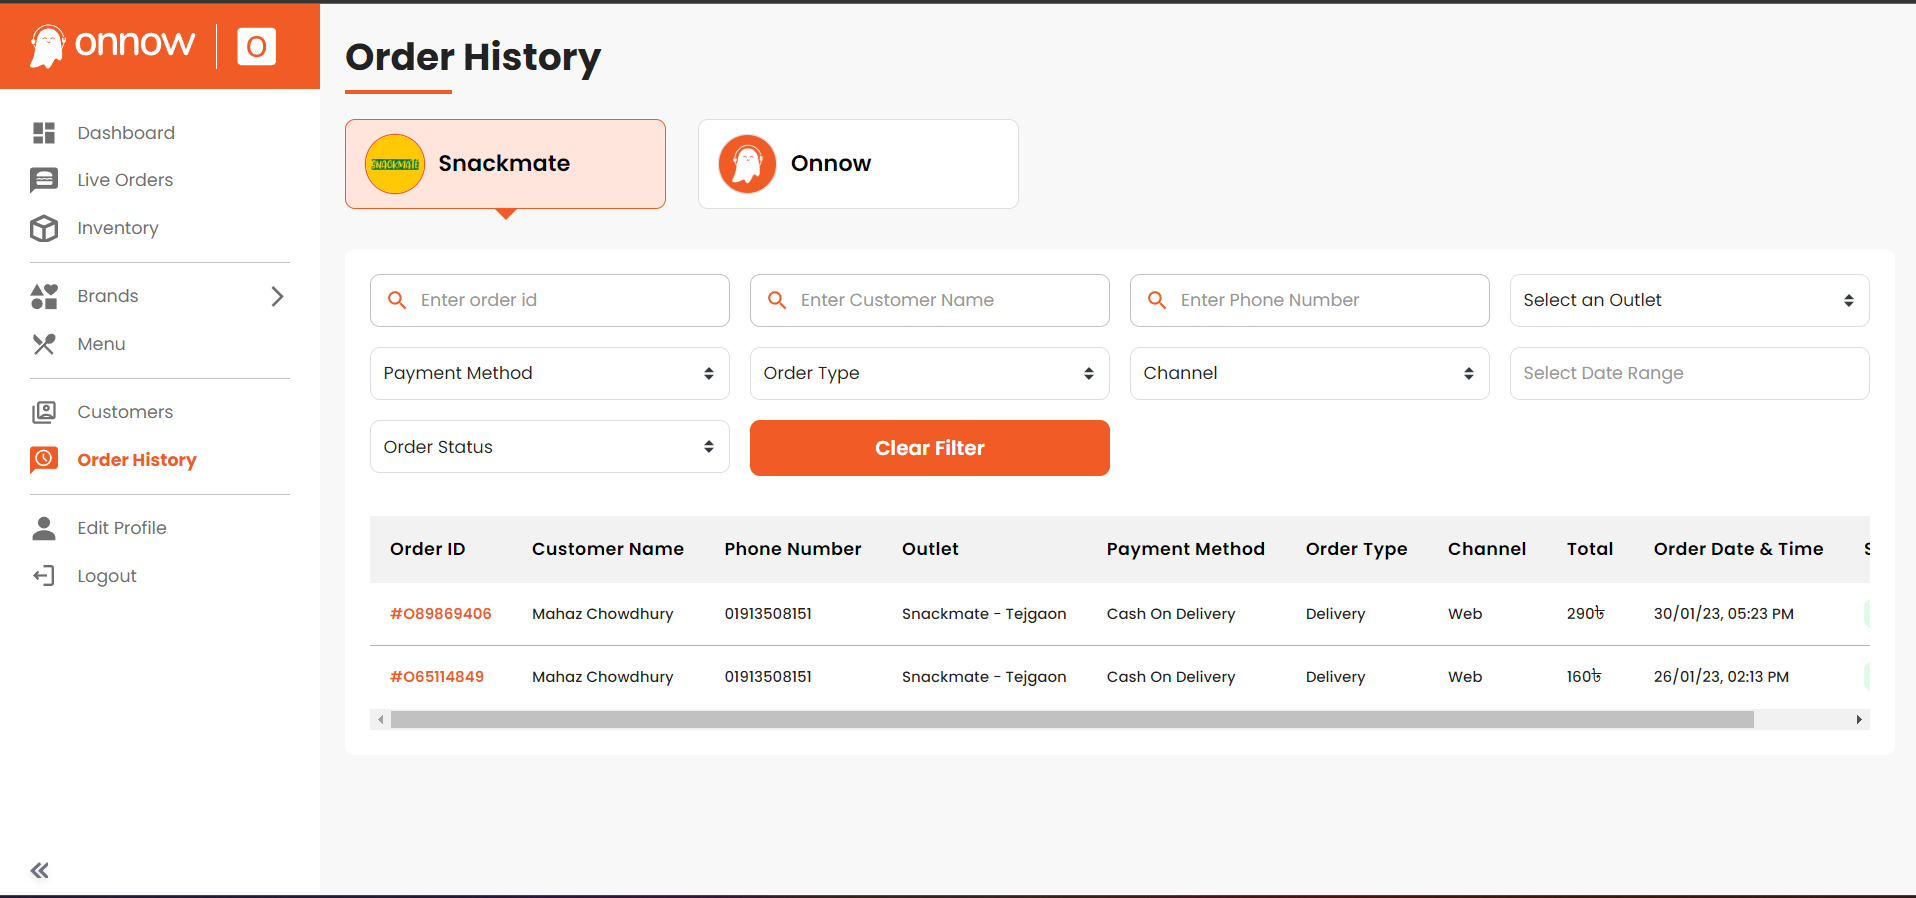 onnow | O
Dashboard
Live Orders
Inventory
Brands
Menu
Customers
Order History
Edit Profile
Logout
Order History
SNACKMATE Snackmate Onnow
Enter order id Enter Customer Name Enter Phone Number Select an Outlet
Payment Method Order Type Channel Select Date Range
Order Status Clear Filter
Order ID Customer Name Phone Number Outlet Payment Method Order Type Channel Total Order Date & Time
#O89869406 Mahaz Chowdhury 01913508151 Snackmate - Tejgaon Cash On Delivery Delivery Web 290৳ 30/01/23, 05:23 PM
#O65114849 Mahaz Chowdhury 01913508151 Snackmate - Tejgaon Cash On Delivery Delivery Web 160৳ 26/01/23, 02:13 PM